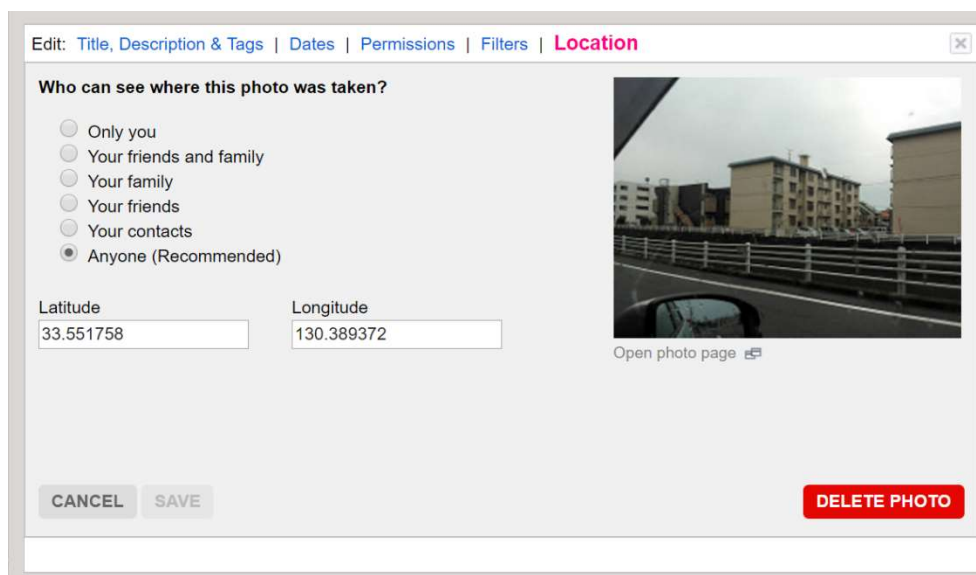 Edit: Title, Description & Tags | Dates | Permissions | Filters | Location
Who can see where this photo was taken?
Only you
Your friends and family
Your family
Your friends
Your contacts
Anyone (Recommended)
Latitude Longitude
33.551758 130.389372
Open photo page
CANCEL SAVE DELETE PHOTO